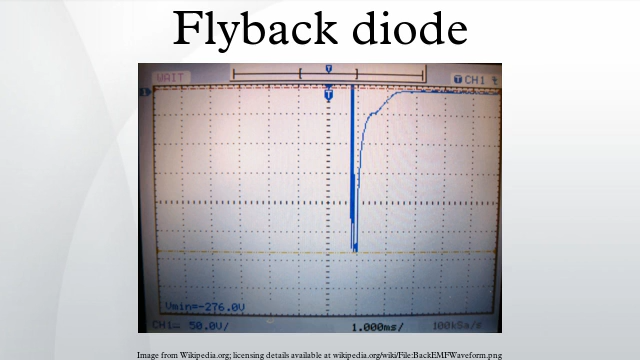 Flyback diode
WAIT
T
T CH1
1
T
Vmin=-276.0V
CH1= 50.0V/ 1.000ms/ 100kSa/s
Image from Wikipedia.org; licensing details available at wikipedia.org/wiki/File:BackEMFWaveform.png